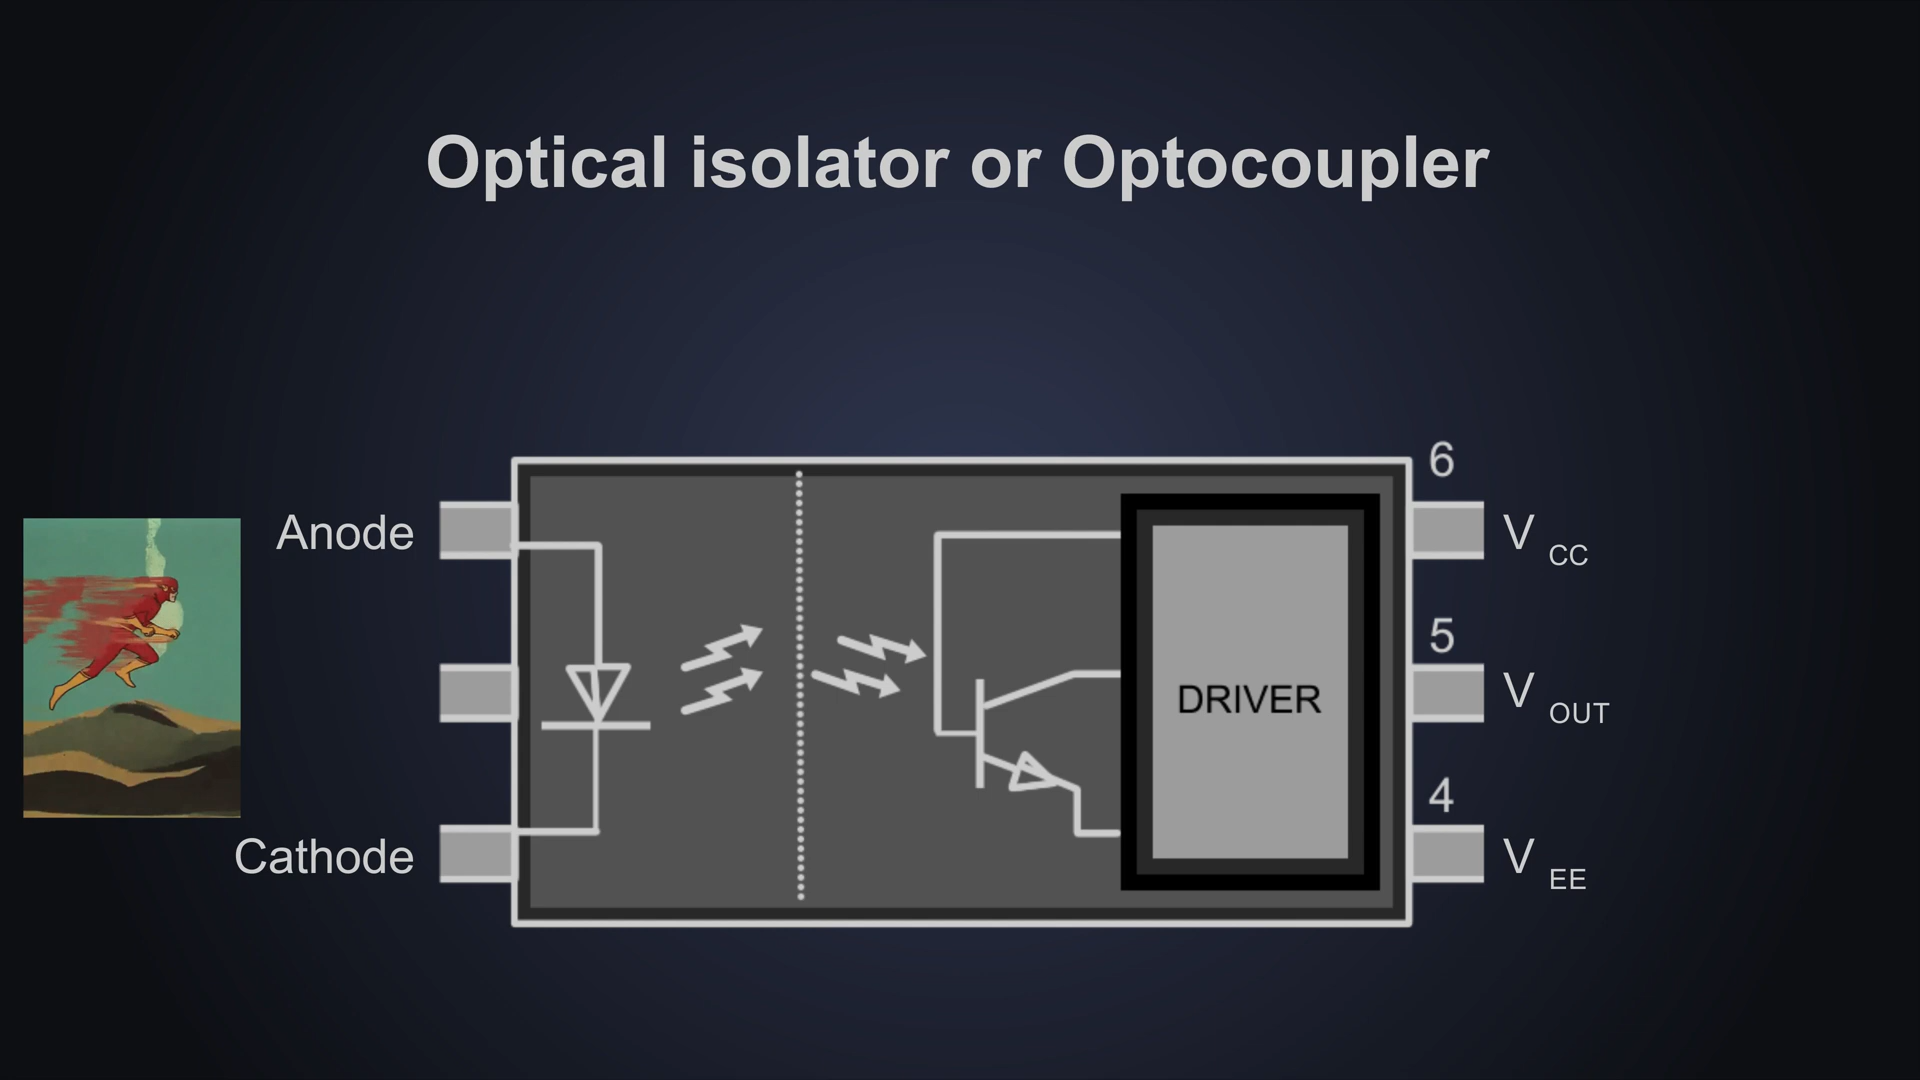 Optical isolator or Optocoupler
6
Anode
V CC
5
DRIVER
V OUT
4
Cathode
V EE